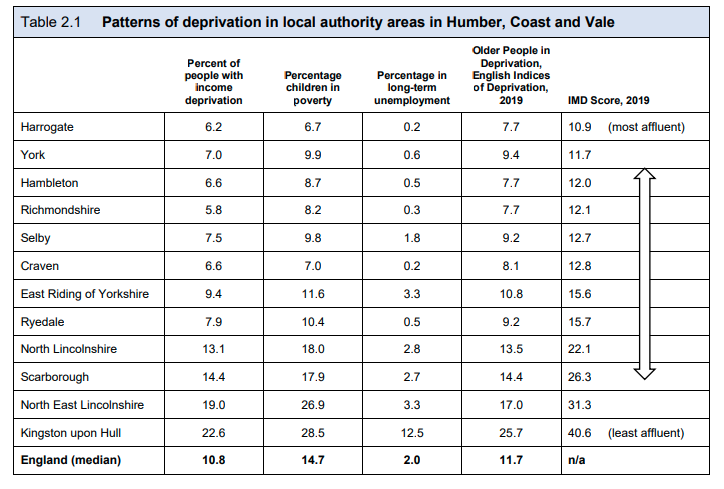 Table 2.1 Patterns of deprivation in local authority areas in Humber, Coast and Vale
Percent of people with income deprivation Percentage children in poverty Percentage in long-term unemployment Older People in Deprivation, English Indices of Deprivation, 2019 IMD Score, 2019
Harrogate 6.2 6.7 0.2 7.7 10.9 (most affluent)
York 7.0 9.9 0.6 9.4 11.7
Hambleton 6.6 8.7 0.5 7.7 12.0
Richmondshire 5.8 8.2 0.3 7.7 12.1
Selby 7.5 9.8 1.8 9.2 12.7
Craven 6.6 7.0 0.2 8.1 12.8
East Riding of Yorkshire 9.4 11.6 3.3 10.8 15.6
Ryedale 7.9 10.4 0.5 9.2 15.7
North Lincolnshire 13.1 18.0 2.8 13.5 22.1
Scarborough 14.4 17.9 2.7 14.4 26.3
North East Lincolnshire 19.0 26.9 3.3 17.0 31.3
Kingston upon Hull 22.6 28.5 12.5 25.7 40.6 (least affluent)
England (median) 10.8 14.7 2.0 11.7 n/a